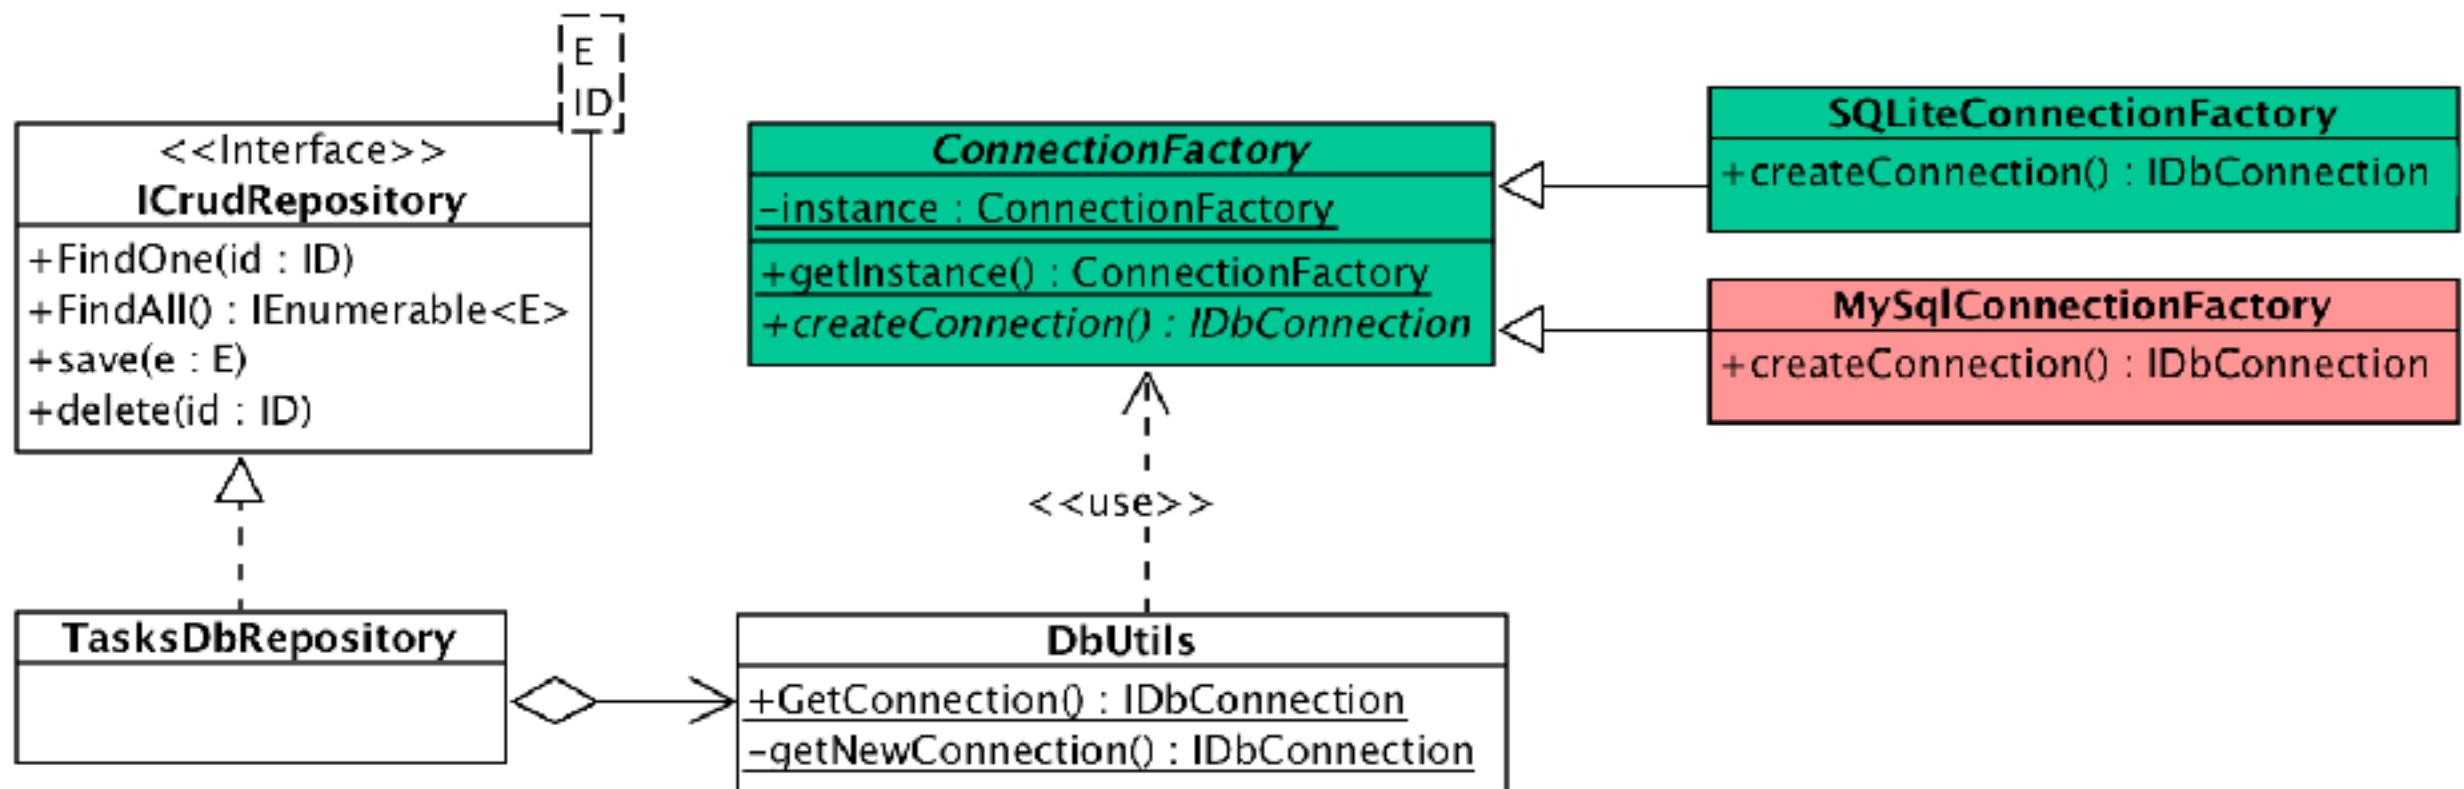 E
ID
<<Interface>>
ICrudRepository
+FindOne(id : ID)
+FindAll() : IEnumerable<E>
+save(e : E)
+delete(id : ID)
ConnectionFactory
-instance : ConnectionFactory
+getInstance() : ConnectionFactory
+createConnection() : IDbConnection
SQLiteConnectionFactory
+createConnection() : IDbConnection
MySqlConnectionFactory
+createConnection() : IDbConnection
<<use>>
TasksDbRepository
DbUtils
+GetConnection() : IDbConnection
-getNewConnection() : IDbConnection